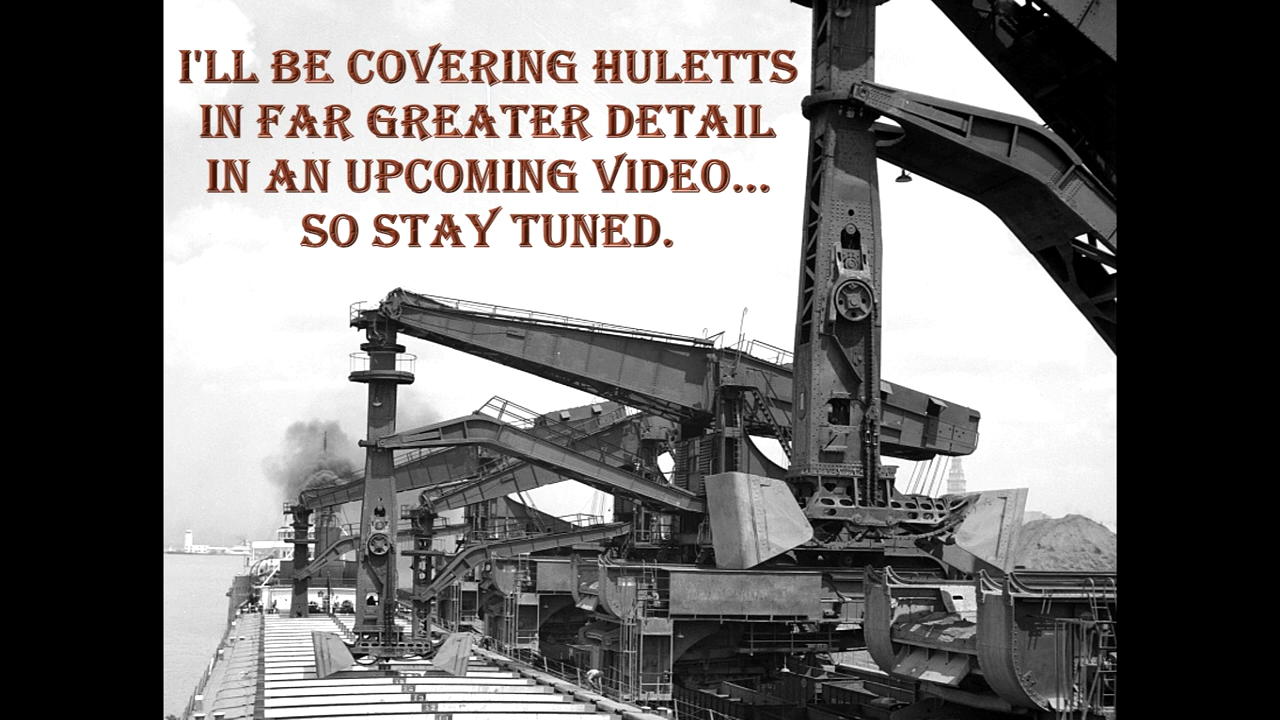 I'LL BE COVERING HULETTS
IN FAR GREATER DETAIL
IN AN UPCOMING VIDEO...
SO STAY TUNED.